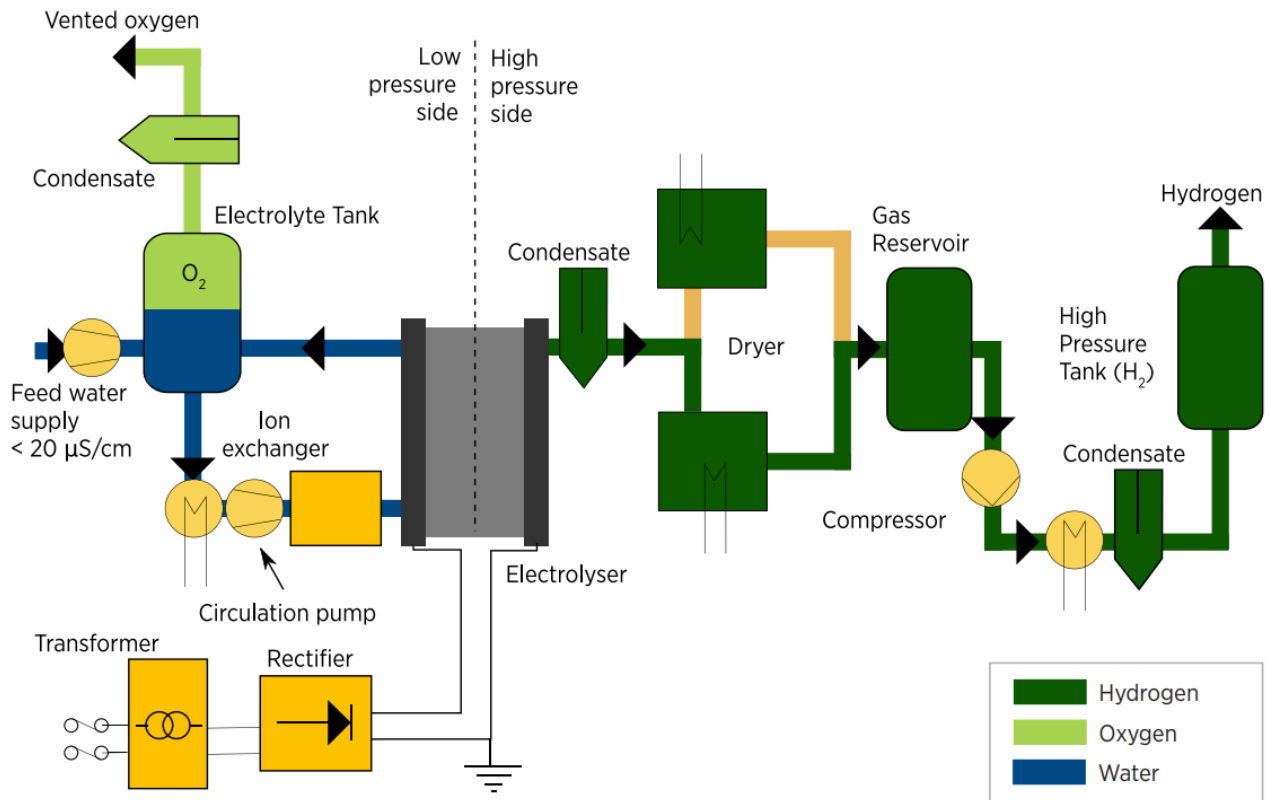 Vented oxygen
Low
pressure
side
High
pressure
side
Condensate
Electrolyte Tank
O₂
Feed water
supply
< 20 µS/cm
Ion
exchanger
Circulation pump
Transformer
Rectifier
Electrolyser
Condensate
Dryer
Gas
Reservoir
Compressor
High
Pressure
Tank (H₂)
Condensate
Hydrogen
Hydrogen
Oxygen
Water